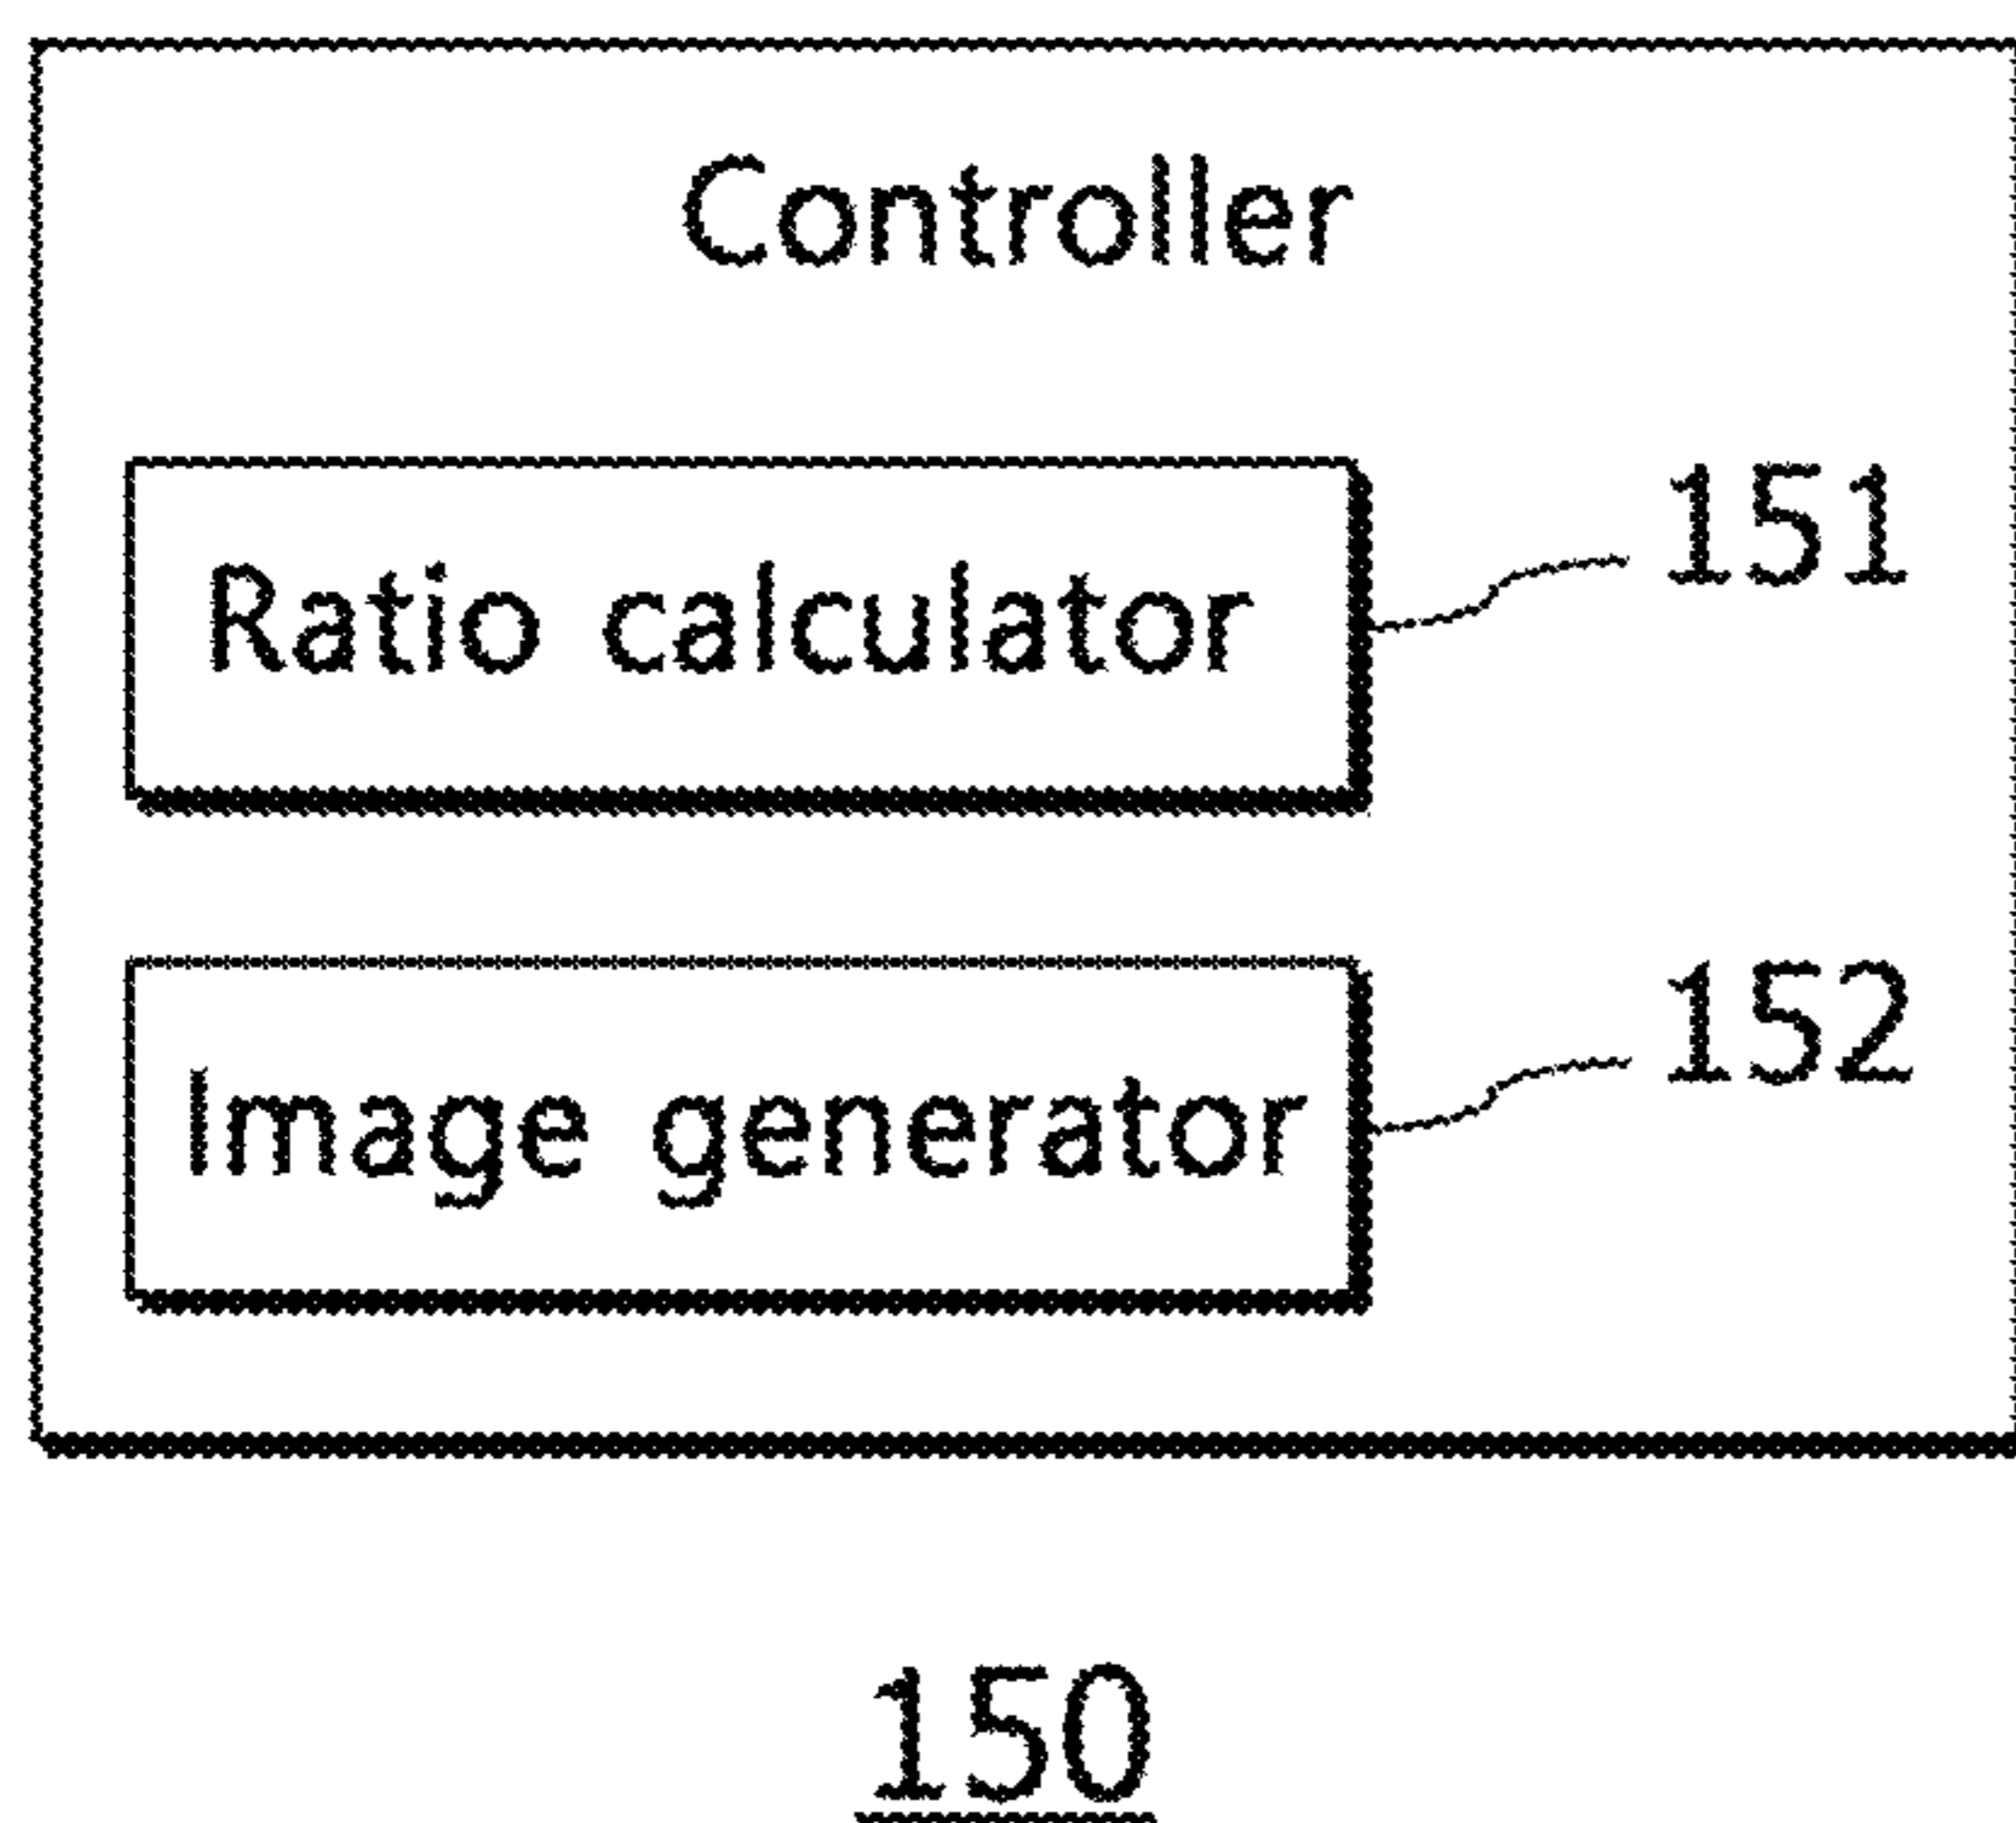 Controller
Ratio calculator
151
Image generator
152
150